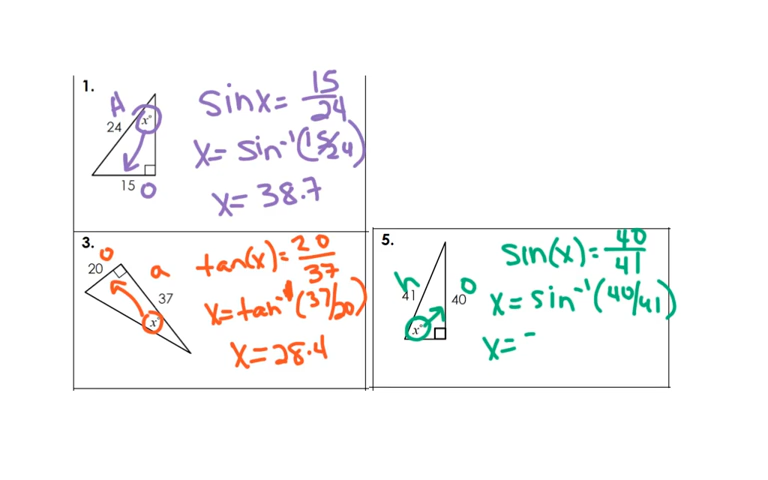 1.
A
24
x°
15
O
sinx = 15/24
x = sin⁻¹(15/24)
x = 38.7
3.
O
20
a
37
x
tan(x) = 20/37
x = tan⁻¹(37/20)
x = 28.4
5.
h
41
O
40
x°
sin(x) = 40/41
x = sin⁻¹(40/41)
x = -